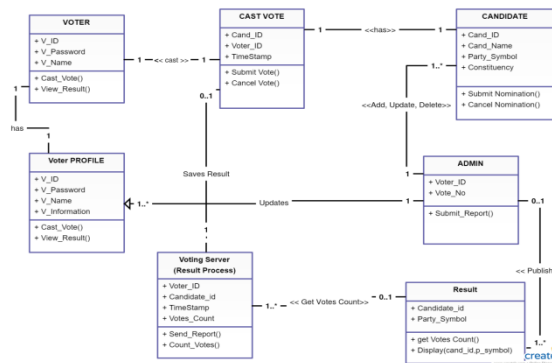 VOTER
+ V_ID
+ V_Password
+ V_Name
+ Cast_Vote()
+ View_Result()
1
<< cast >>
1
CAST VOTE
+ Cand_ID
+ Voter_ID
+ TimeStamp
+ Submit Vote()
+ Cancel Vote()
1
<<has>>
1
CANDIDATE
+ Cand_ID
+ Cand_Name
+ Party_Symbol
+ Constituency
+ Submit Nomination()
+ Cancel Nomination()
1
has
1
0..1
1..*
<<Add, Update, Delete>>
Voter PROFILE
+ V_ID
+ V_Password
+ V_Name
+ V_Information
+ Cast_Vote()
+ View_Result()
Saves Result
1
ADMIN
+ Voter_ID
+ Vote_No
+ Submit_Report()
1..*
Updates
1
0..1
1
<< Publish
Voting Server
(Result Process)
+ Voter_ID
+ Candidate_id
+ TimeStamp
+ Votes_Count
+ Send_Report()
+ Count_Votes()
1..*
<< Get Votes Count>>
0..1
Result
+ Candidate_id
+ Party_Symbol
+ get Votes Count()
+ Display(cand_id,p_symbol)
1..*
create